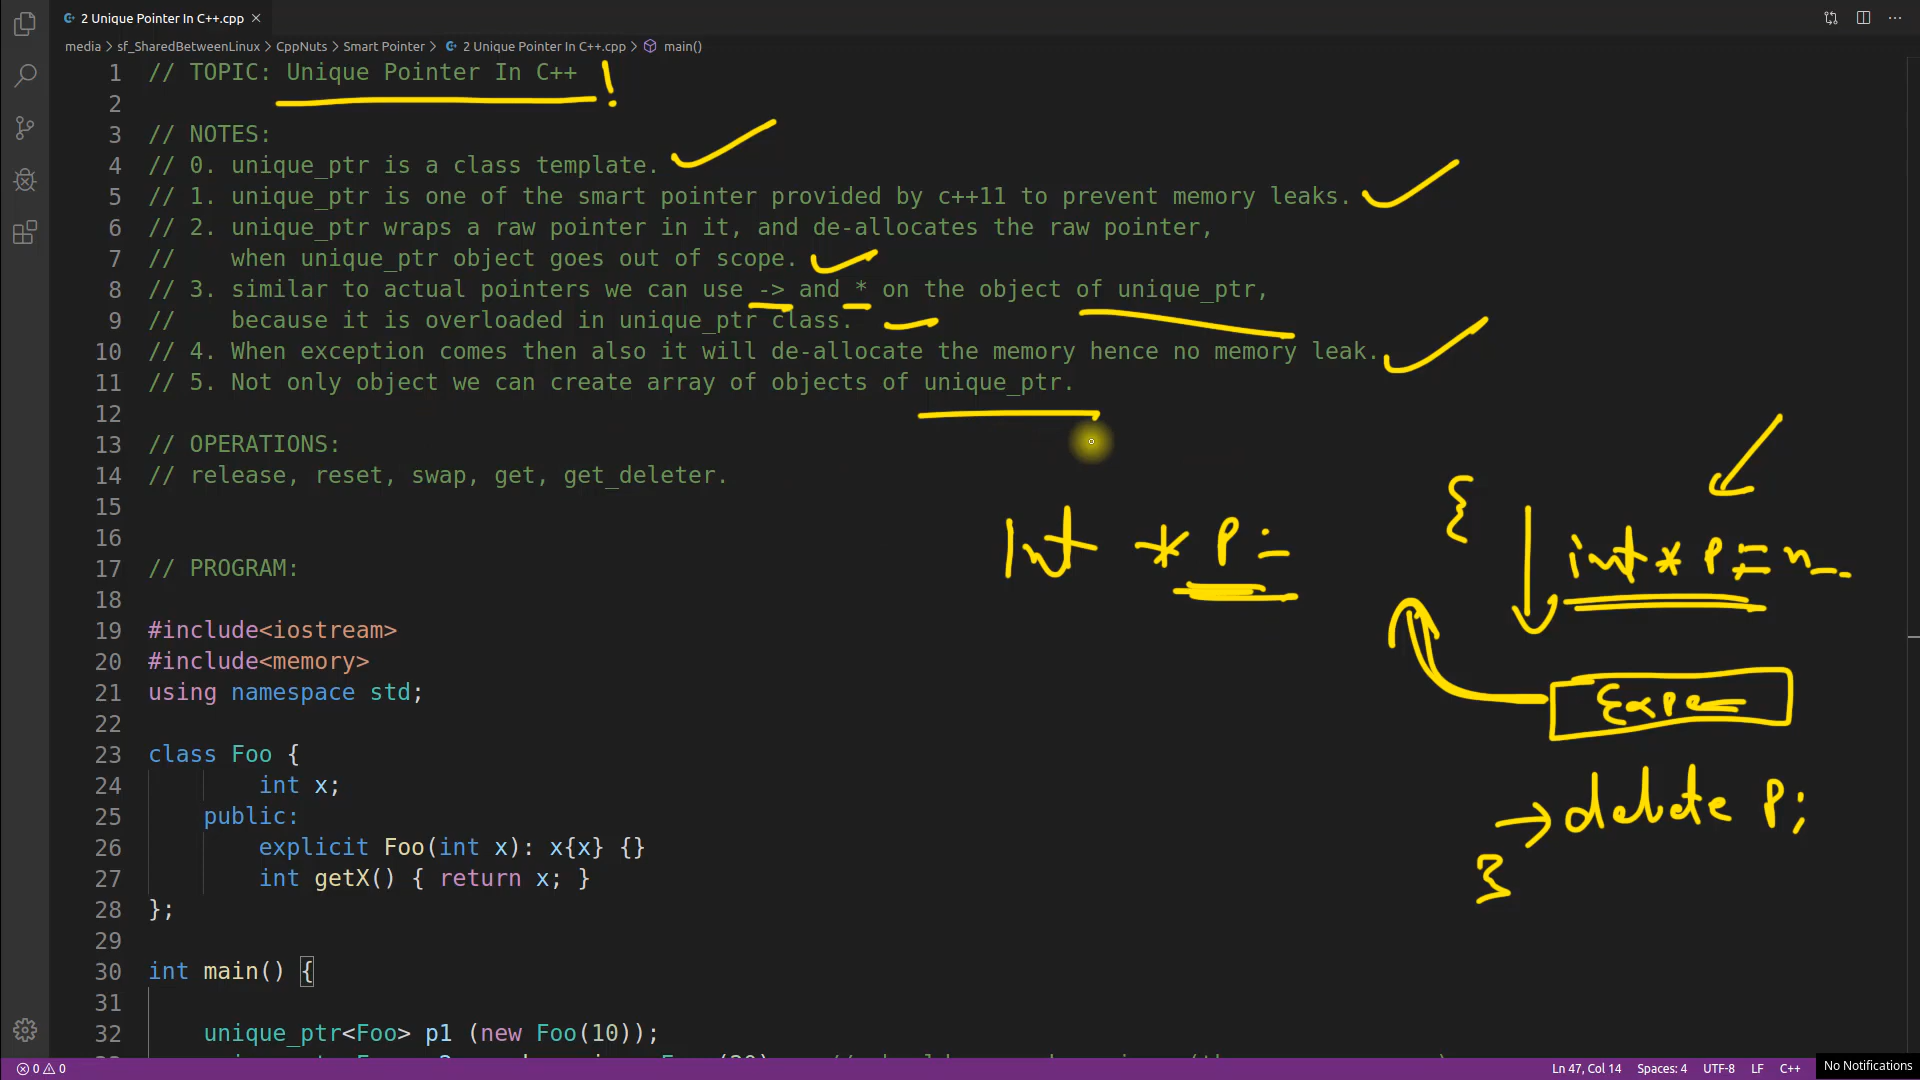 2 Unique Pointer In C++.cpp
media > sf_SharedBetweenLinux > CppNuts > Smart Pointer > 2 Unique Pointer In C++.cpp > main()
1 // TOPIC: Unique Pointer In C++ !
2
3 // NOTES:
4 // 0. unique_ptr is a class template.
5 // 1. unique_ptr is one of the smart pointer provided by c++11 to prevent memory leaks.
6 // 2. unique_ptr wraps a raw pointer in it, and de-allocates the raw pointer,
7 //    when unique_ptr object goes out of scope.
8 // 3. similar to actual pointers we can use -> and * on the object of unique_ptr,
9 //    because it is overloaded in unique_ptr class.
10 // 4. When exception comes then also it will de-allocate the memory hence no memory leak.
11 // 5. Not only object we can create array of objects of unique_ptr.
12
13 // OPERATIONS:
14 // release, reset, swap, get, get_deleter.
15
16
17 // PROGRAM:
18
19 #include<iostream>
20 #include<memory>
21 using namespace std;
22
23 class Foo {
24         int x;
25     public:
26         explicit Foo(int x): x{x} {}
27         int getX() { return x; }
28 };
29
30 int main() {
31
32     unique_ptr<Foo> p1 (new Foo(10));
Int * P =
{
int * P = n
delete P;
}
0 0
Ln 47, Col 14 Spaces: 4 UTF-8 LF C++ No Notifications